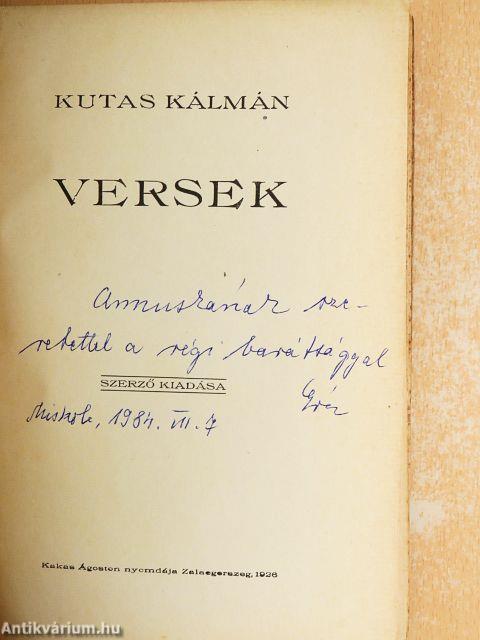 KUTAS KÁLMÁN
VERSEK
Annuskának sze-
retettel a régi barátsággal
SZERZŐ KIADÁSA
Miskolc, 1984. VII. 7
Kakas Ágoston nyomdája Zalaegerszeg, 1926
Antikvárium.hu